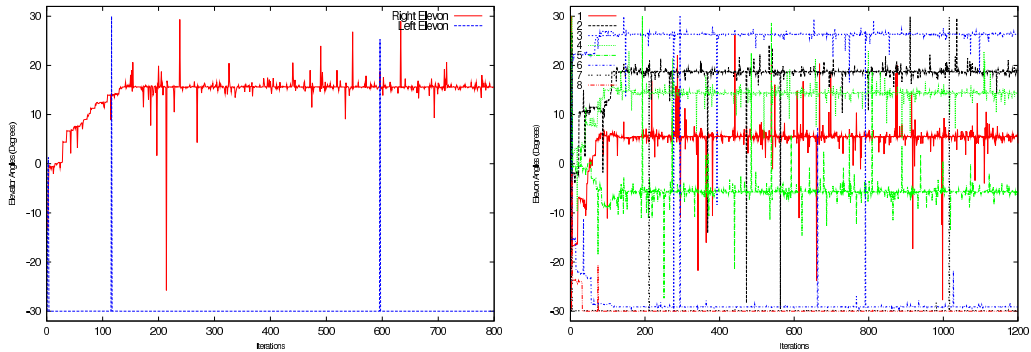 Right Elevon
Left Elevon
30
20
10
0
-10
-20
-30
0 100 200 300 400 500 600 700 800
Elevator Angles (Degrees)
Iterations
1
2
3
4
5
6
7
8
30
20
10
0
-10
-20
-30
0 200 400 600 800 1000 1200
Elevon Angles (Degrees)
Iterations